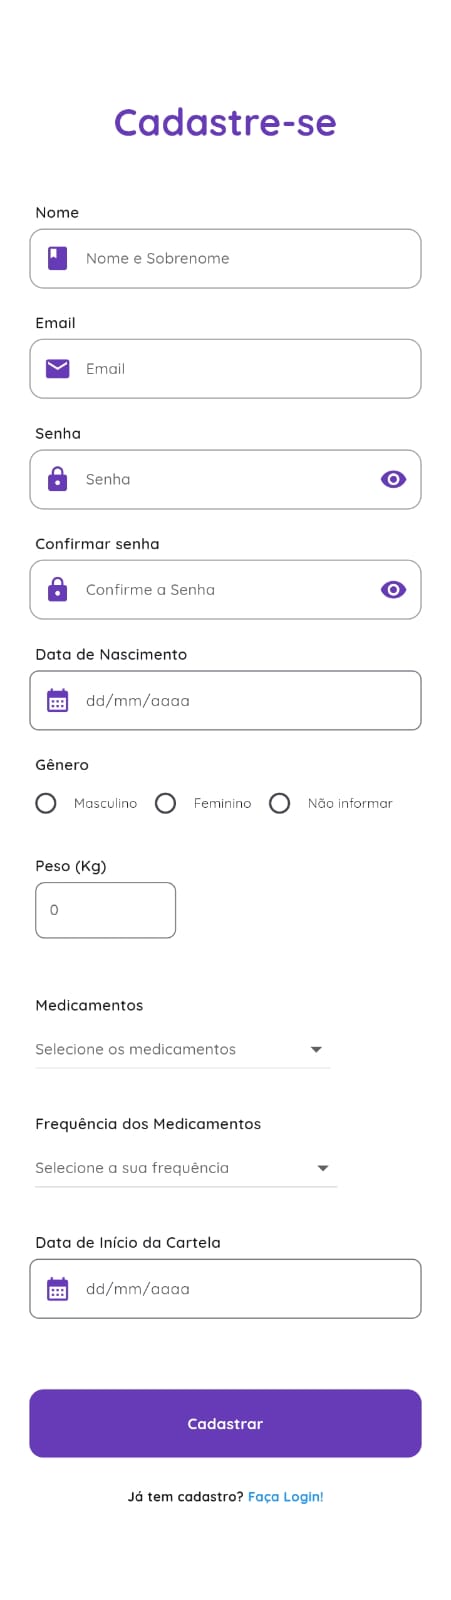 Cadastre-se
Nome
Nome e Sobrenome
Email
Email
Senha
Senha
Confirmar senha
Confirme a Senha
Data de Nascimento
dd/mm/aaaa
Gênero
Masculino Feminino Não informar
Peso (Kg)
0
Medicamentos
Selecione os medicamentos
Frequência dos Medicamentos
Selecione a sua frequência
Data de Início da Cartela
dd/mm/aaaa
Cadastrar
Já tem cadastro? Faça Login!